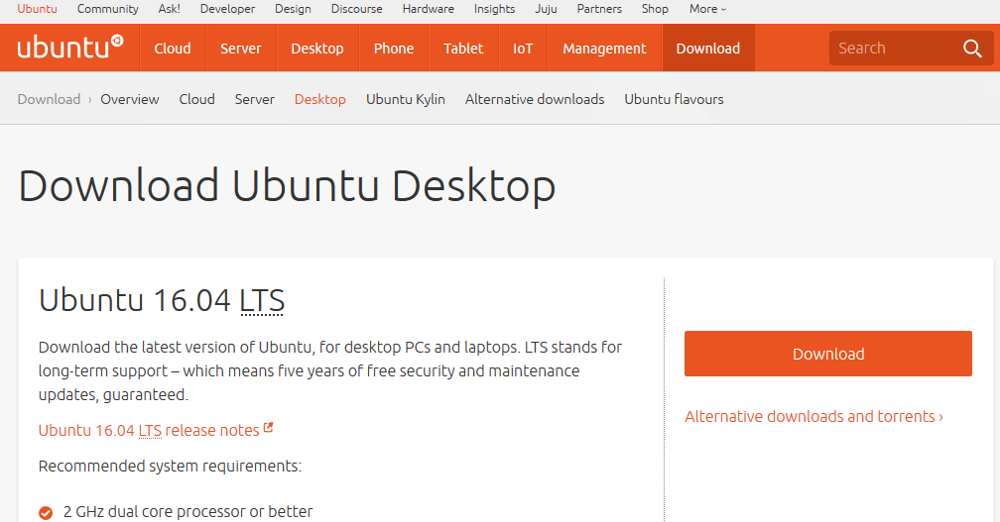 Ubuntu Community Ask! Developer Design Discourse Hardware Insights Juju Partners Shop More
ubuntu Cloud Server Desktop Phone Tablet IoT Management Download Search
Download › Overview Cloud Server Desktop Ubuntu Kylin Alternative downloads Ubuntu flavours
Download Ubuntu Desktop
Ubuntu 16.04 LTS
Download the latest version of Ubuntu, for desktop PCs and laptops. LTS stands for
long-term support – which means five years of free security and maintenance
updates, guaranteed.
Ubuntu 16.04 LTS release notes
Recommended system requirements:
2 GHz dual core processor or better
Download
Alternative downloads and torrents ›